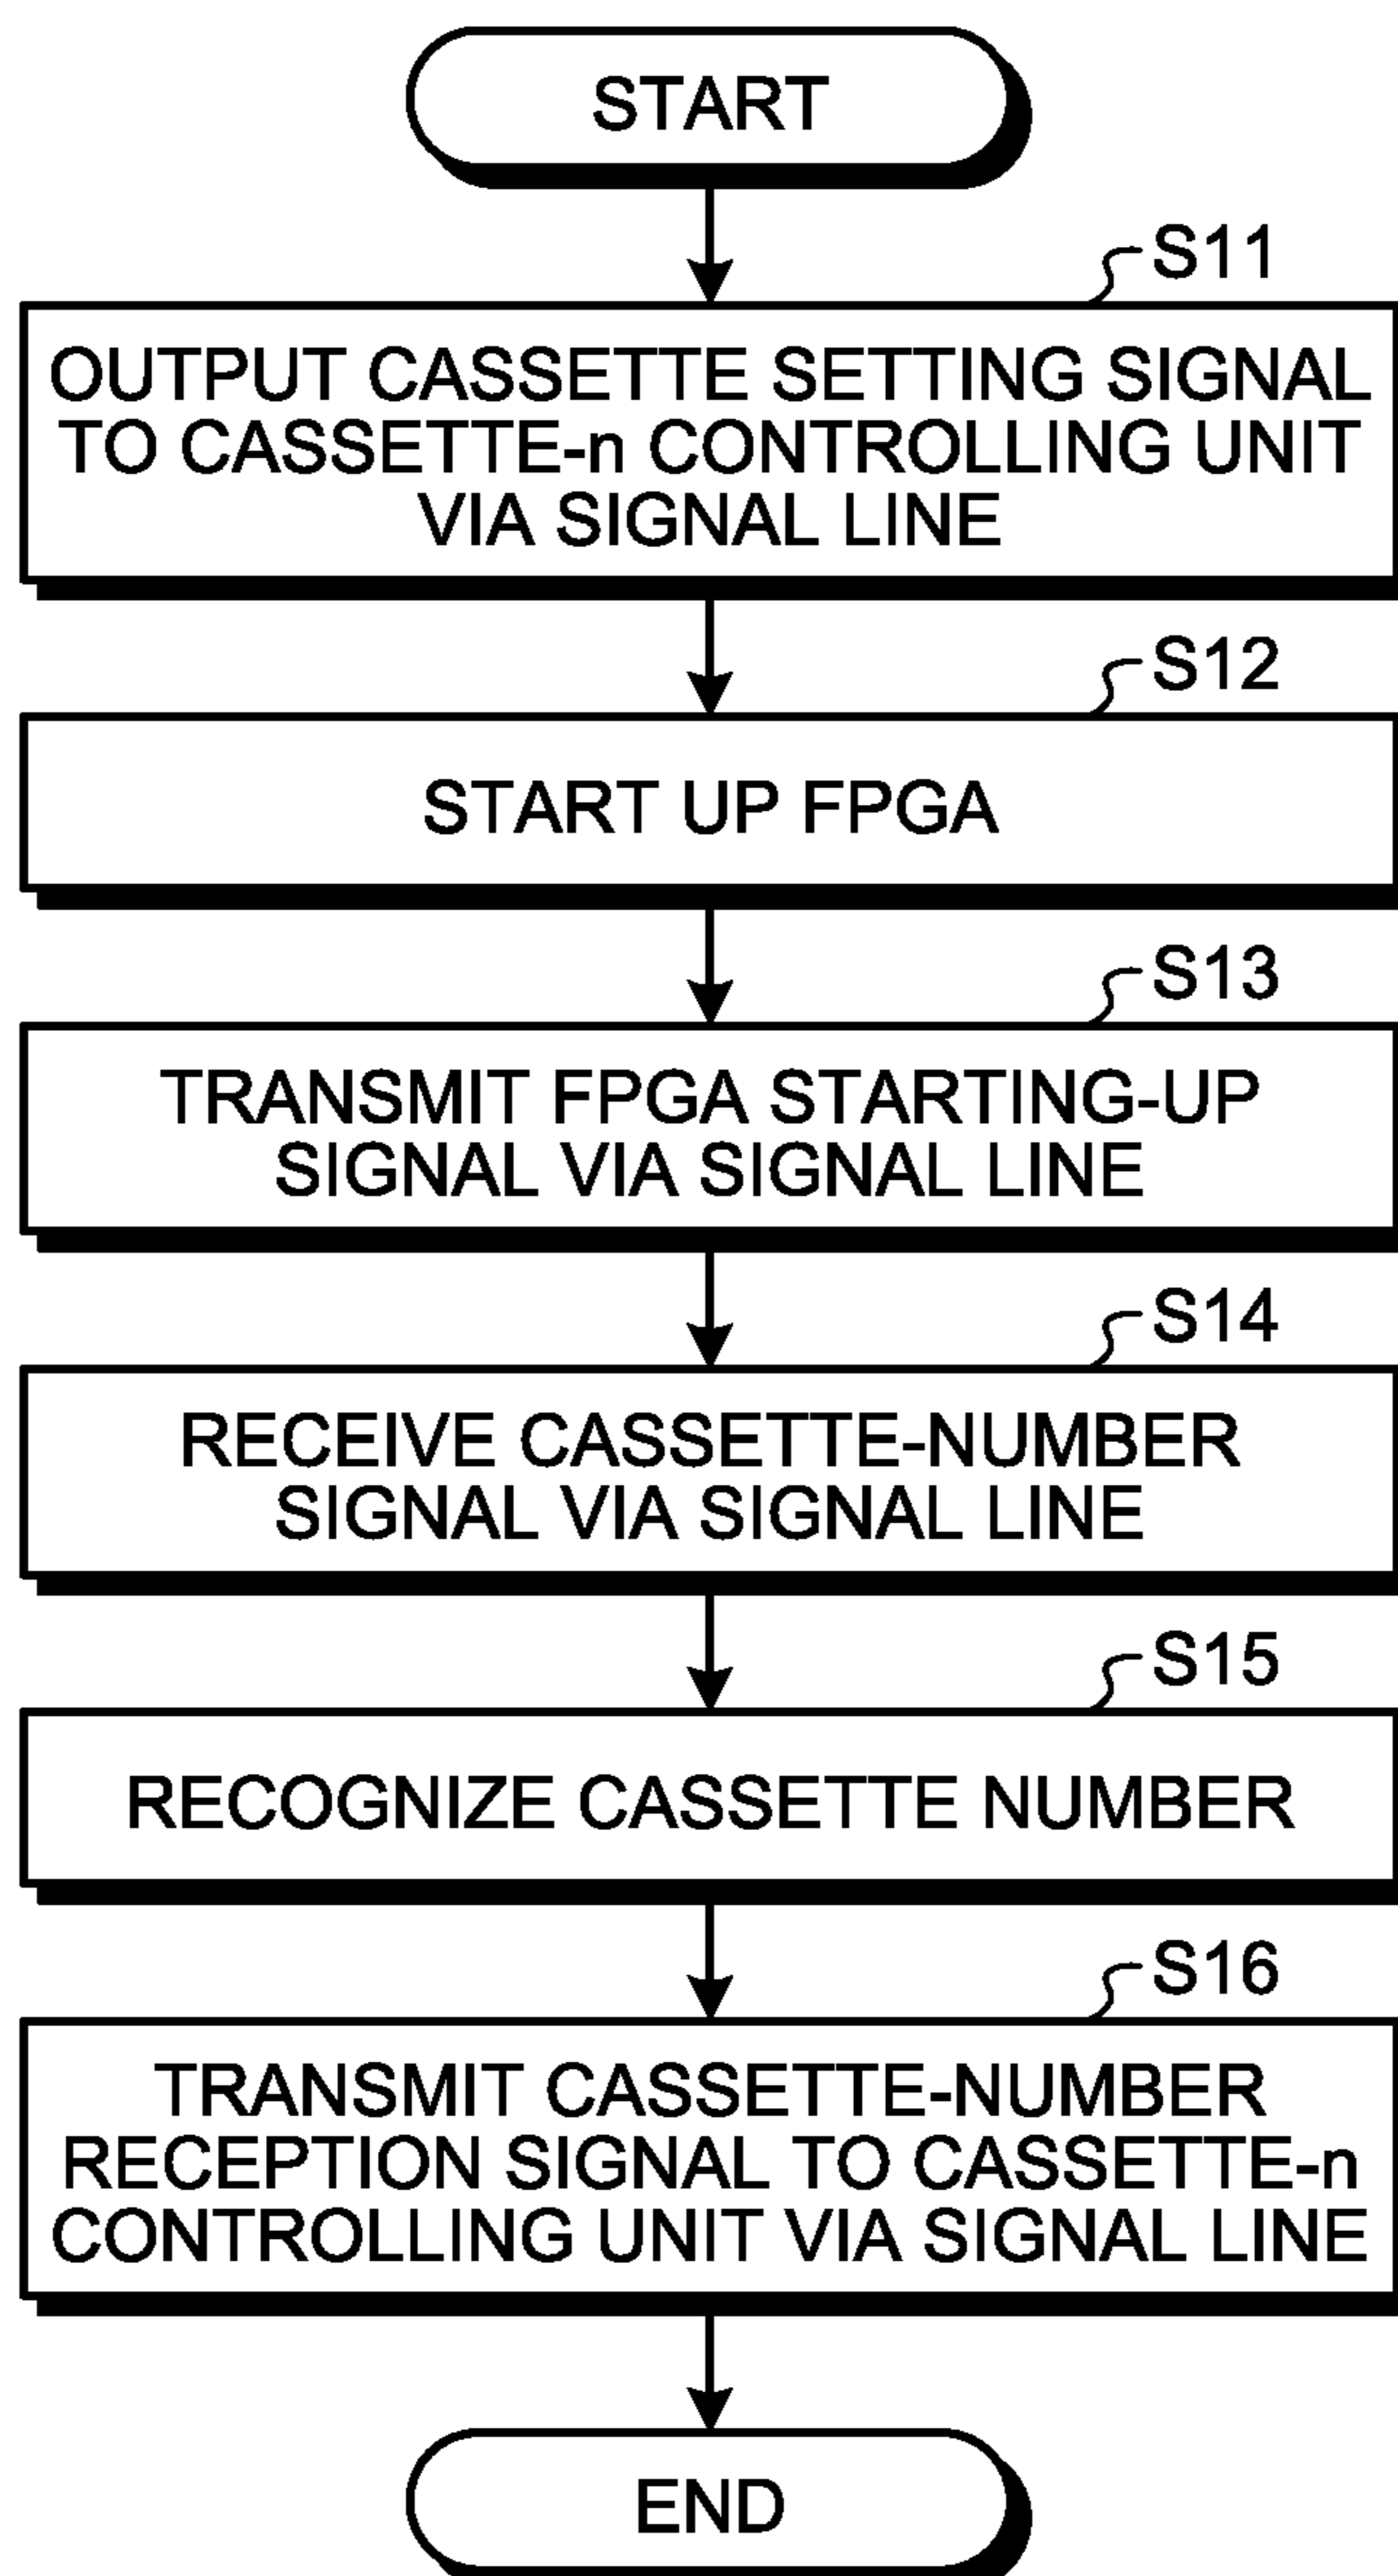 START
S11
OUTPUT CASSETTE SETTING SIGNAL
TO CASSETTE-n CONTROLLING UNIT
VIA SIGNAL LINE
S12
START UP FPGA
S13
TRANSMIT FPGA STARTING-UP
SIGNAL VIA SIGNAL LINE
S14
RECEIVE CASSETTE-NUMBER
SIGNAL VIA SIGNAL LINE
S15
RECOGNIZE CASSETTE NUMBER
S16
TRANSMIT CASSETTE-NUMBER
RECEPTION SIGNAL TO CASSETTE-n
CONTROLLING UNIT VIA SIGNAL LINE
END